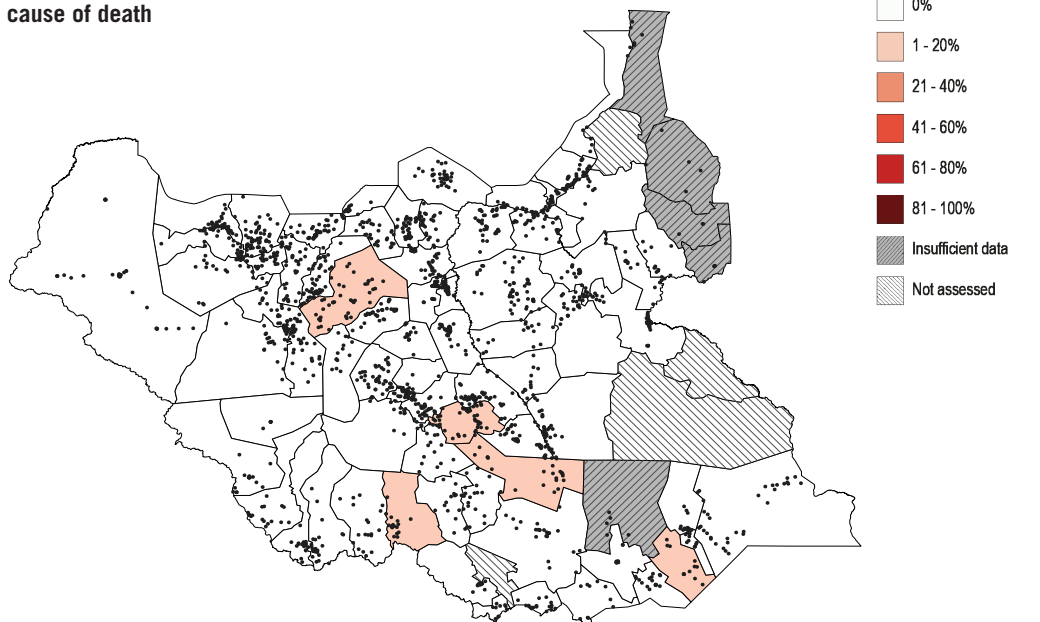 cause of death
0%
1 - 20%
21 - 40%
41 - 60%
61 - 80%
81 - 100%
Insufficient data
Not assessed